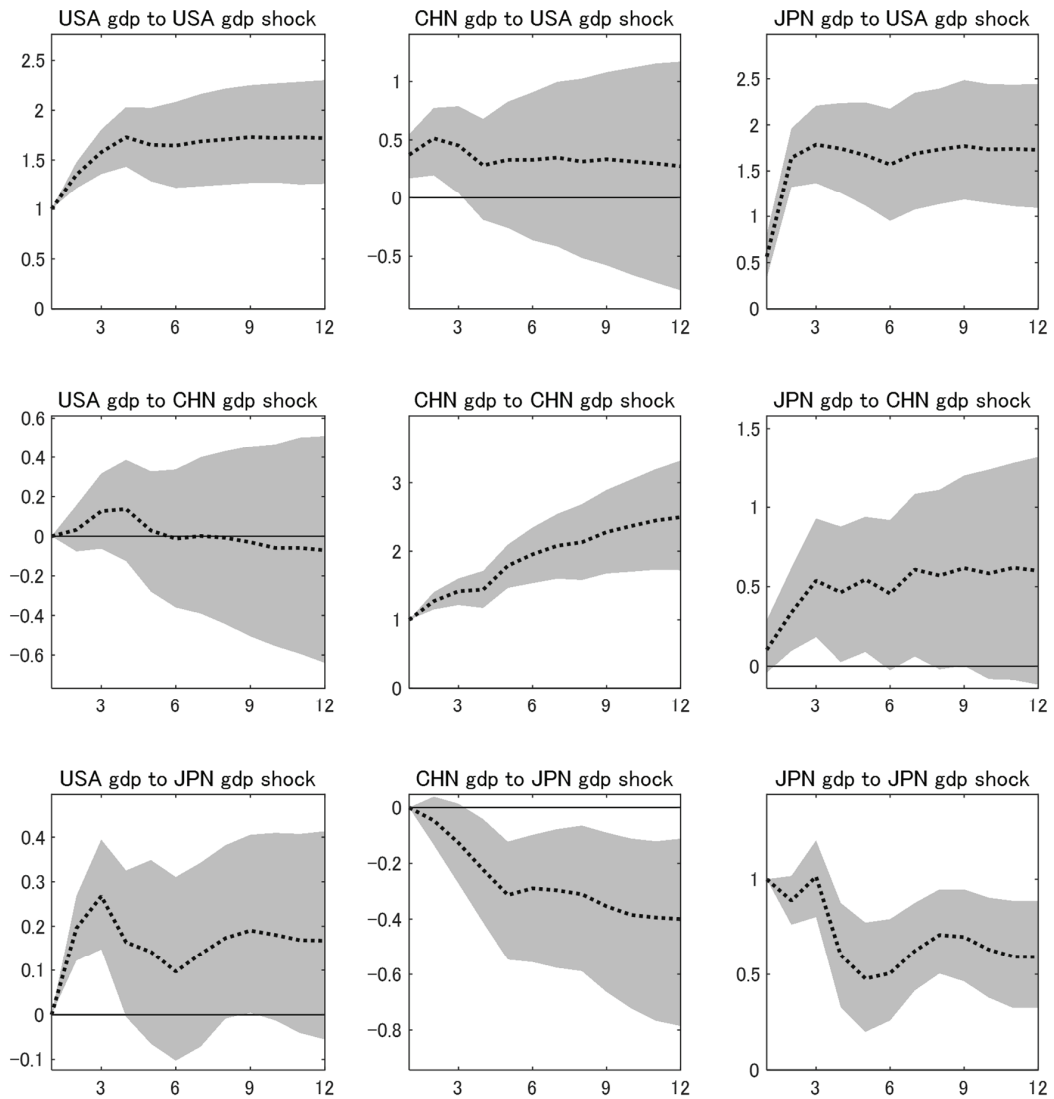 USA gdp to USA gdp shock
2.5
2
1.5
1
0.5
0
3 6 9 12
CHN gdp to USA gdp shock
1
0.5
0
−0.5
3 6 9 12
JPN gdp to USA gdp shock
2.5
2
1.5
1
0.5
0
3 6 9 12
USA gdp to CHN gdp shock
0.6
0.4
0.2
0
−0.2
−0.4
−0.6
3 6 9 12
CHN gdp to CHN gdp shock
3
2
1
0
3 6 9 12
JPN gdp to CHN gdp shock
1.5
1
0.5
0
3 6 9 12
USA gdp to JPN gdp shock
0.4
0.3
0.2
0.1
0
−0.1
3 6 9 12
CHN gdp to JPN gdp shock
0
−0.2
−0.4
−0.6
−0.8
3 6 9 12
JPN gdp to JPN gdp shock
1
0.5
0
3 6 9 12